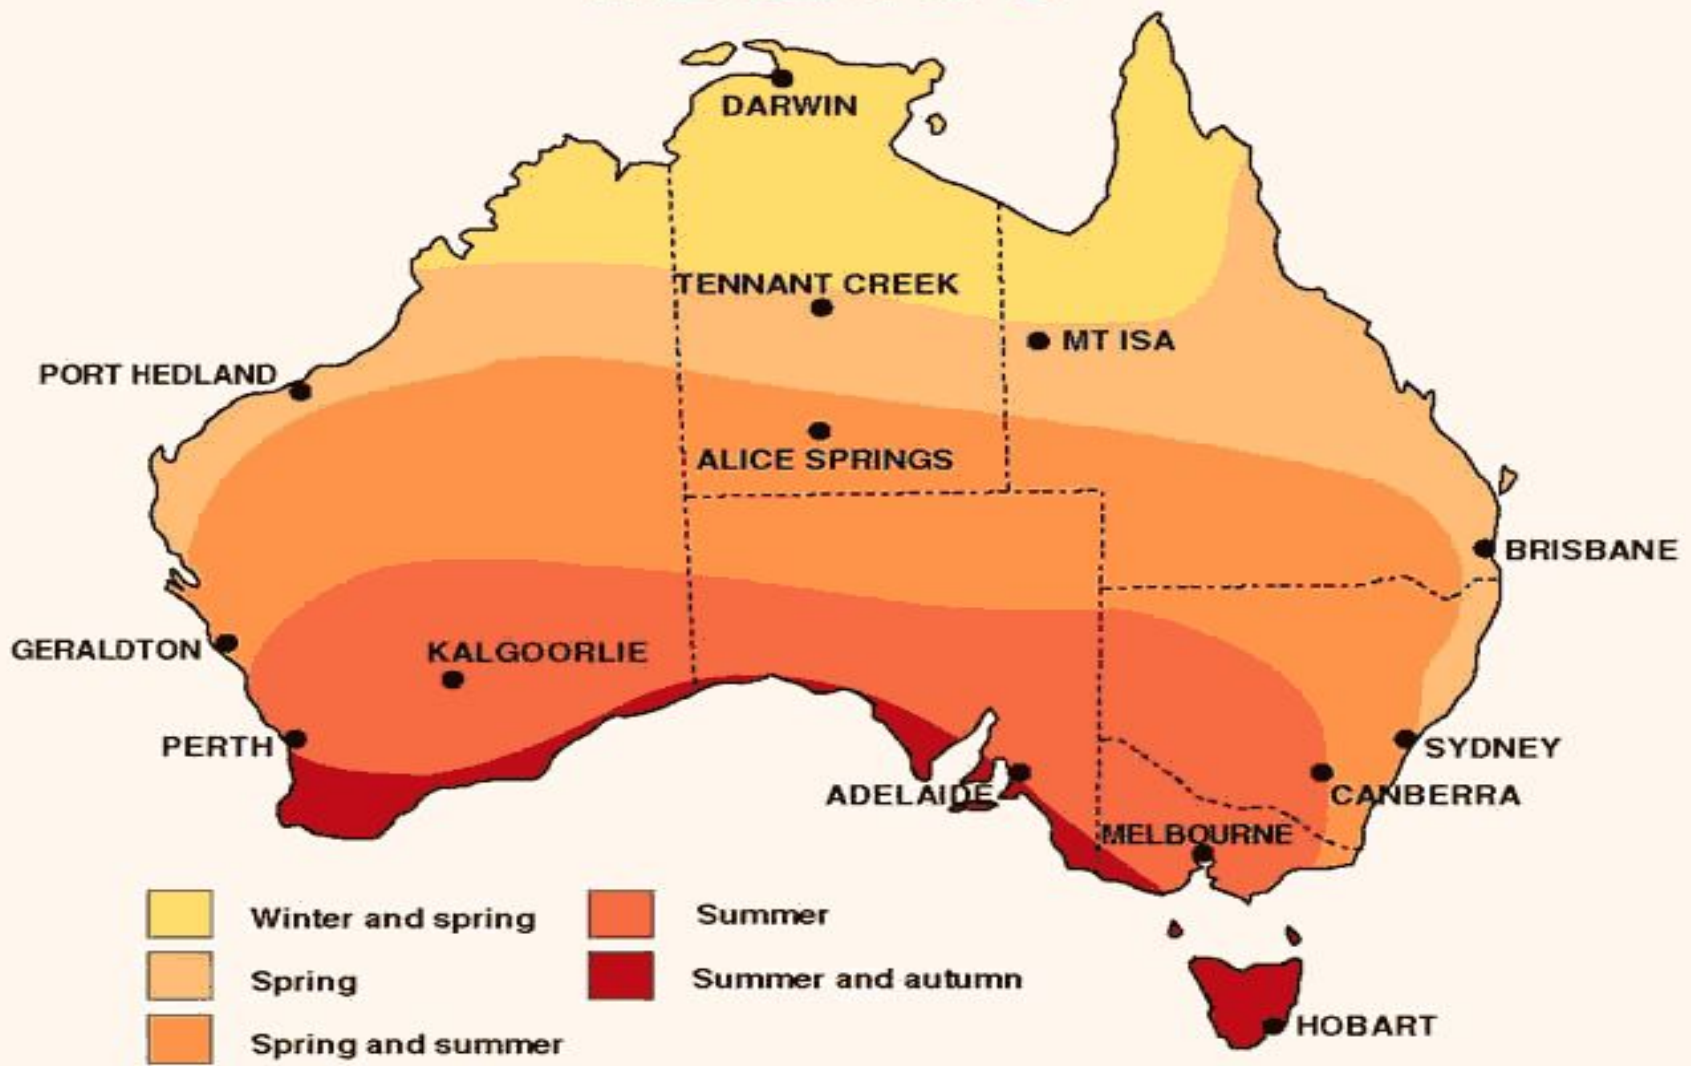 DARWIN
TENNANT CREEK
MT ISA
PORT HEDLAND
ALICE SPRINGS
BRISBANE
GERALDTON
KALGOORLIE
PERTH
SYDNEY
ADELAIDE
CANBERRA
MELBOURNE
Winter and spring
Summer
Spring
Summer and autumn
Spring and summer
HOBART